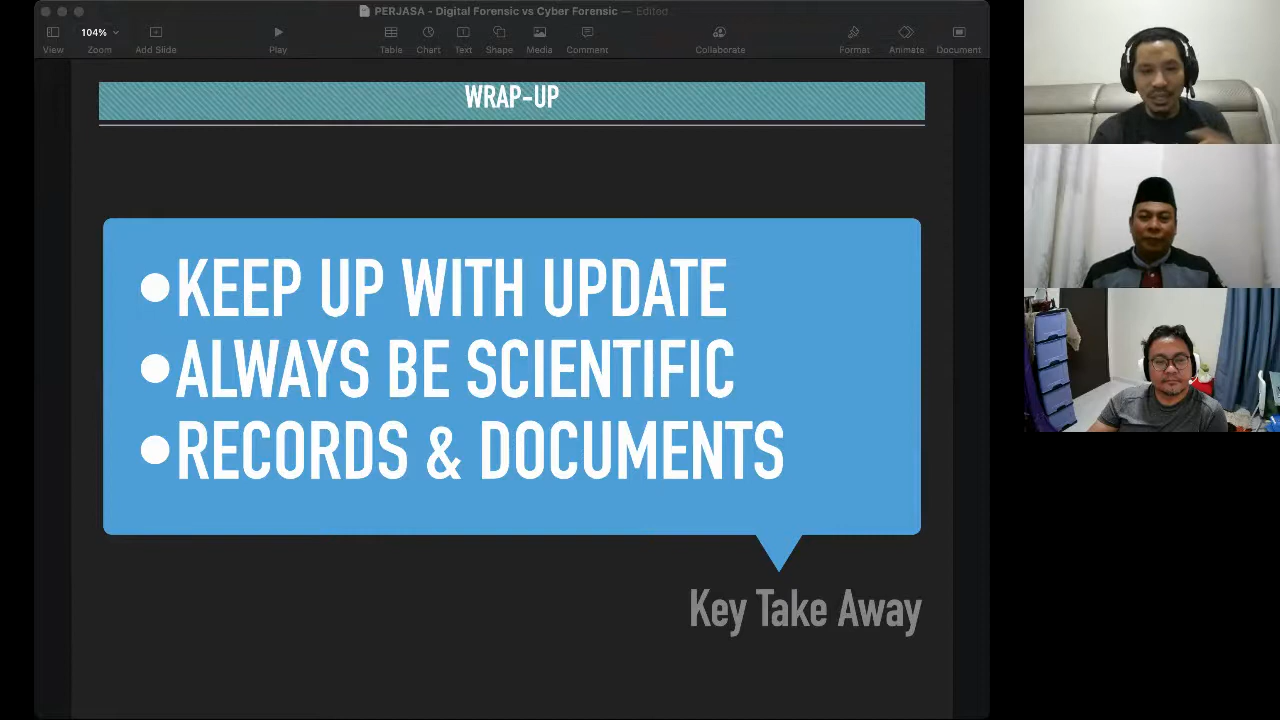 PERJASA - Digital Forensic vs Cyber Forensic — Edited
104%
View
Zoom
Add Slide
Play
Table
Chart
Text
Shape
Media
Comment
Collaborate
Format
Animate
Document
WRAP-UP
•KEEP UP WITH UPDATE
•ALWAYS BE SCIENTIFIC
•RECORDS & DOCUMENTS
Key Take Away